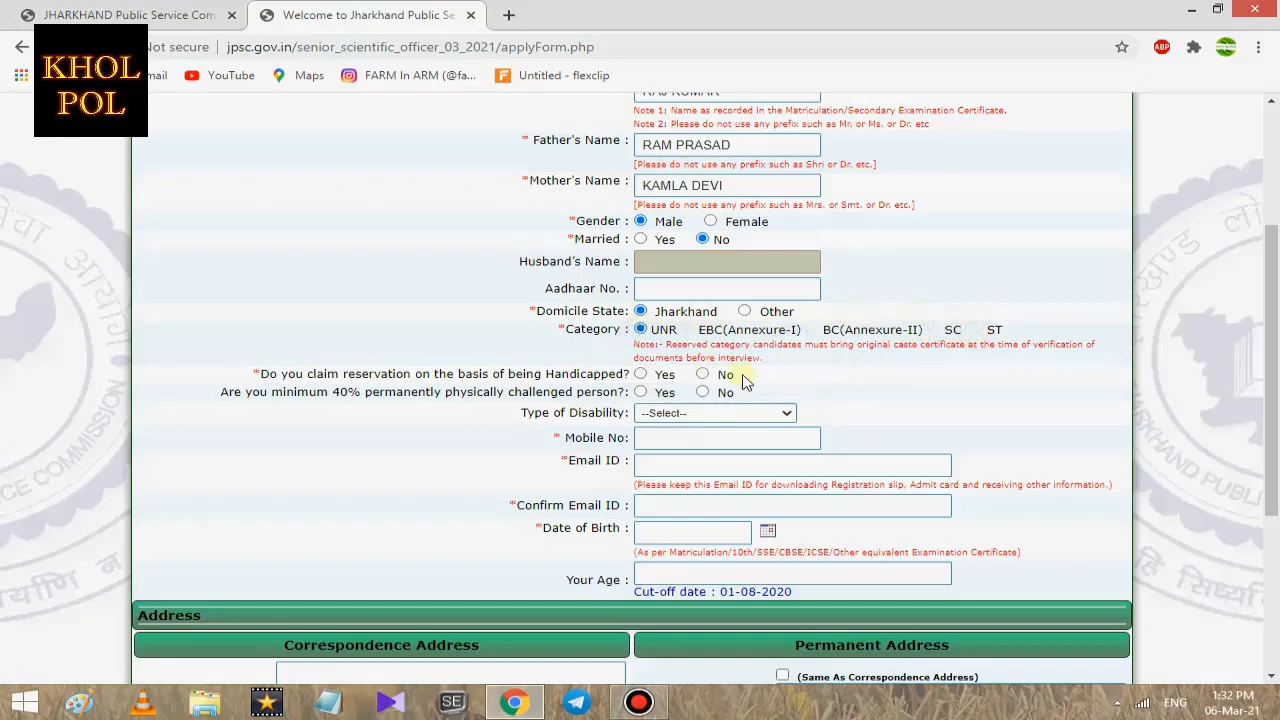 JHARKHAND Public Service Com
Welcome to Jharkhand Public Se
Not secure
jpsc.gov.in/senior_scientific_officer_03_2021/applyForm.php
ABP
KHOL
POL
mail
YouTube
Maps
FARM In ARM (@fa...
Untitled - flexclip
RAJ KUMAR
Note 1: Name as recorded in the Matriculation/Secondary Examination Certificate.
Note 2: Please do not use any prefix such as Mr. or Ms. or Dr. etc
* Father's Name : RAM PRASAD
[Please do not use any prefix such as Shri or Dr. etc.]
*Mother's Name : KAMLA DEVI
[Please do not use any prefix such as Mrs. or Smt. or Dr. etc.]
*Gender : Male Female
*Married : Yes No
Husband's Name :
Aadhaar No. :
*Domicile State: Jharkhand Other
*Category : UNR EBC(Annexure-I) BC(Annexure-II) SC ST
Note:- Reserved category candidates must bring original caste certificate at the time of verification of
documents before interview.
*Do you claim reservation on the basis of being Handicapped? Yes No
Are you minimum 40% permanently physically challenged person?: Yes No
Type of Disability: --Select--
* Mobile No:
*Email ID :
(Please keep this Email ID for downloading Registration slip, Admit card and receiving other information.)
*Confirm Email ID :
*Date of Birth :
(As per Matriculation/10th/SSE/CBSE/ICSE/Other equivalent Examination Certificate)
Your Age :
Cut-off date : 01-08-2020
Address
Correspondence Address
Permanent Address
(Same As Correspondence Address)
SE
ENG
1:32 PM
06-Mar-21